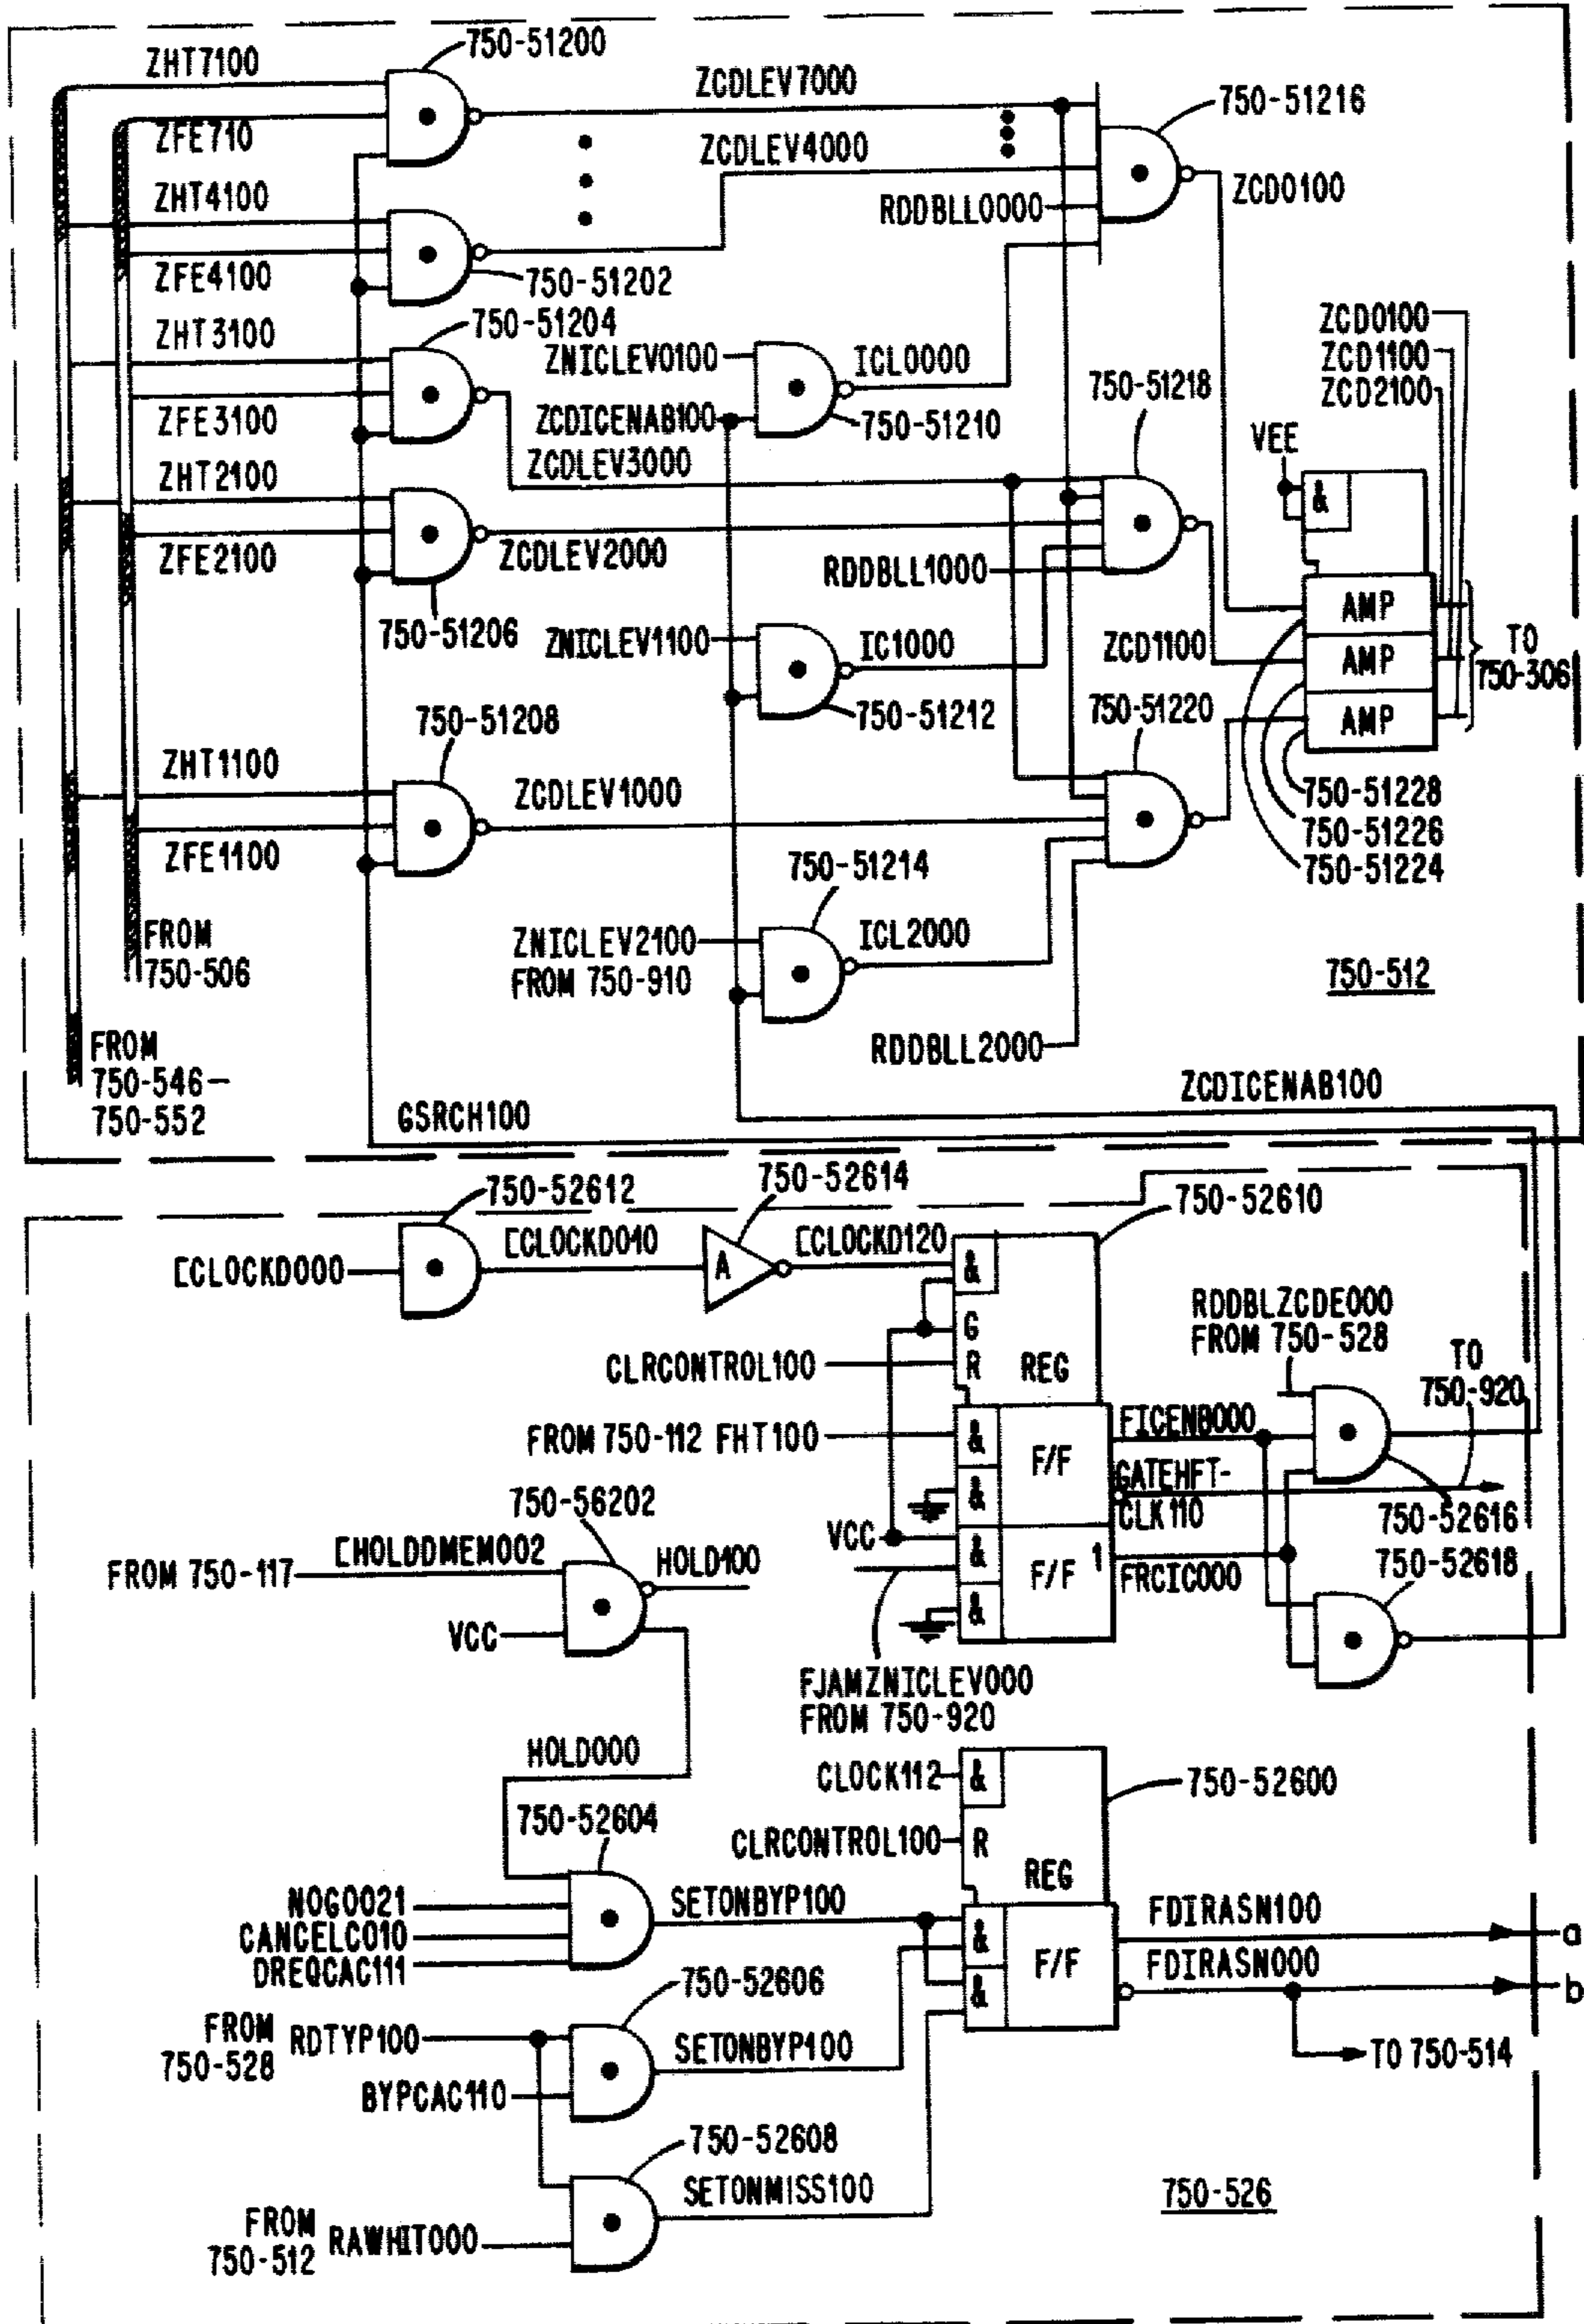 750-51200
ZHT7100
ZCDLEV7000
750-51216
ZFE710
ZCDLEV4000
ZHT4100
RDDBLL0000
ZCD0100
ZFE4100
750-51202
750-51204
ZHT3100
ZNICLEV0100
ICL0000
ZCD0100
ZCD1100
ZCD2100
750-51218
ZFE3100
ZCDICENAB100
750-51210
VEE
ZHT2100
ZCDLEV3000
&
ZFE2100
ZCDLEV2000
RDDBLL1000
AMP
750-51206
ZNICLEV1100
IC1000
ZCD1100
AMP
TO
750-306
750-51208
750-51212
750-51220
AMP
ZHT1100
ZCDLEV1000
750-51228
750-51226
750-51224
ZFE1100
750-51214
FROM
750-506
ZNICLEV2100
FROM 750-910
ICL2000
750-512
FROM
750-546-
750-552
RDDBLL2000
ZCDICENAB100
GSRCH100
750-52612
750-52614
750-52610
[CLOCKD000
[CLOCKD010
A
[CLOCKD120
&
G
R
REG
RDDBLZCDE000
FROM 750-528
CLRCONTROL100
TO
750-920
FROM 750-112 FHT100
&
F/F
FICENB000
&
GATEHFT-
CLK110
750-52616
750-56202
VCC
&
F/F
1
FRCIC000
750-52618
FROM 750-117
[HOLDDMEM002
HOLD100
&
VCC
FJAMZNICLEV000
FROM 750-920
HOLD000
CLOCK112
&
750-52600
750-52604
CLRCONTROL100
R
REG
NOGO021
CANCELC010
DREQCAC111
SETONBYP100
&
&
F/F
FDIRASN100
a
FDIRASN000
b
750-52606
FROM
750-528
RDTYP100
SETONBYP100
TO 750-514
BYPCAC110
750-52608
SETONMISS100
750-526
FROM
750-512
RAWHIT000